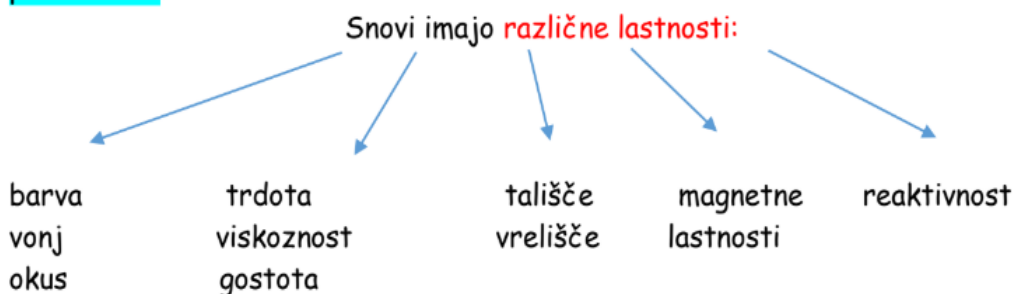 Snovi imajo različne lastnosti:
barva trdota tališče magnetne reaktivnost
vonj viskoznost vrelišče lastnosti
okus gostota